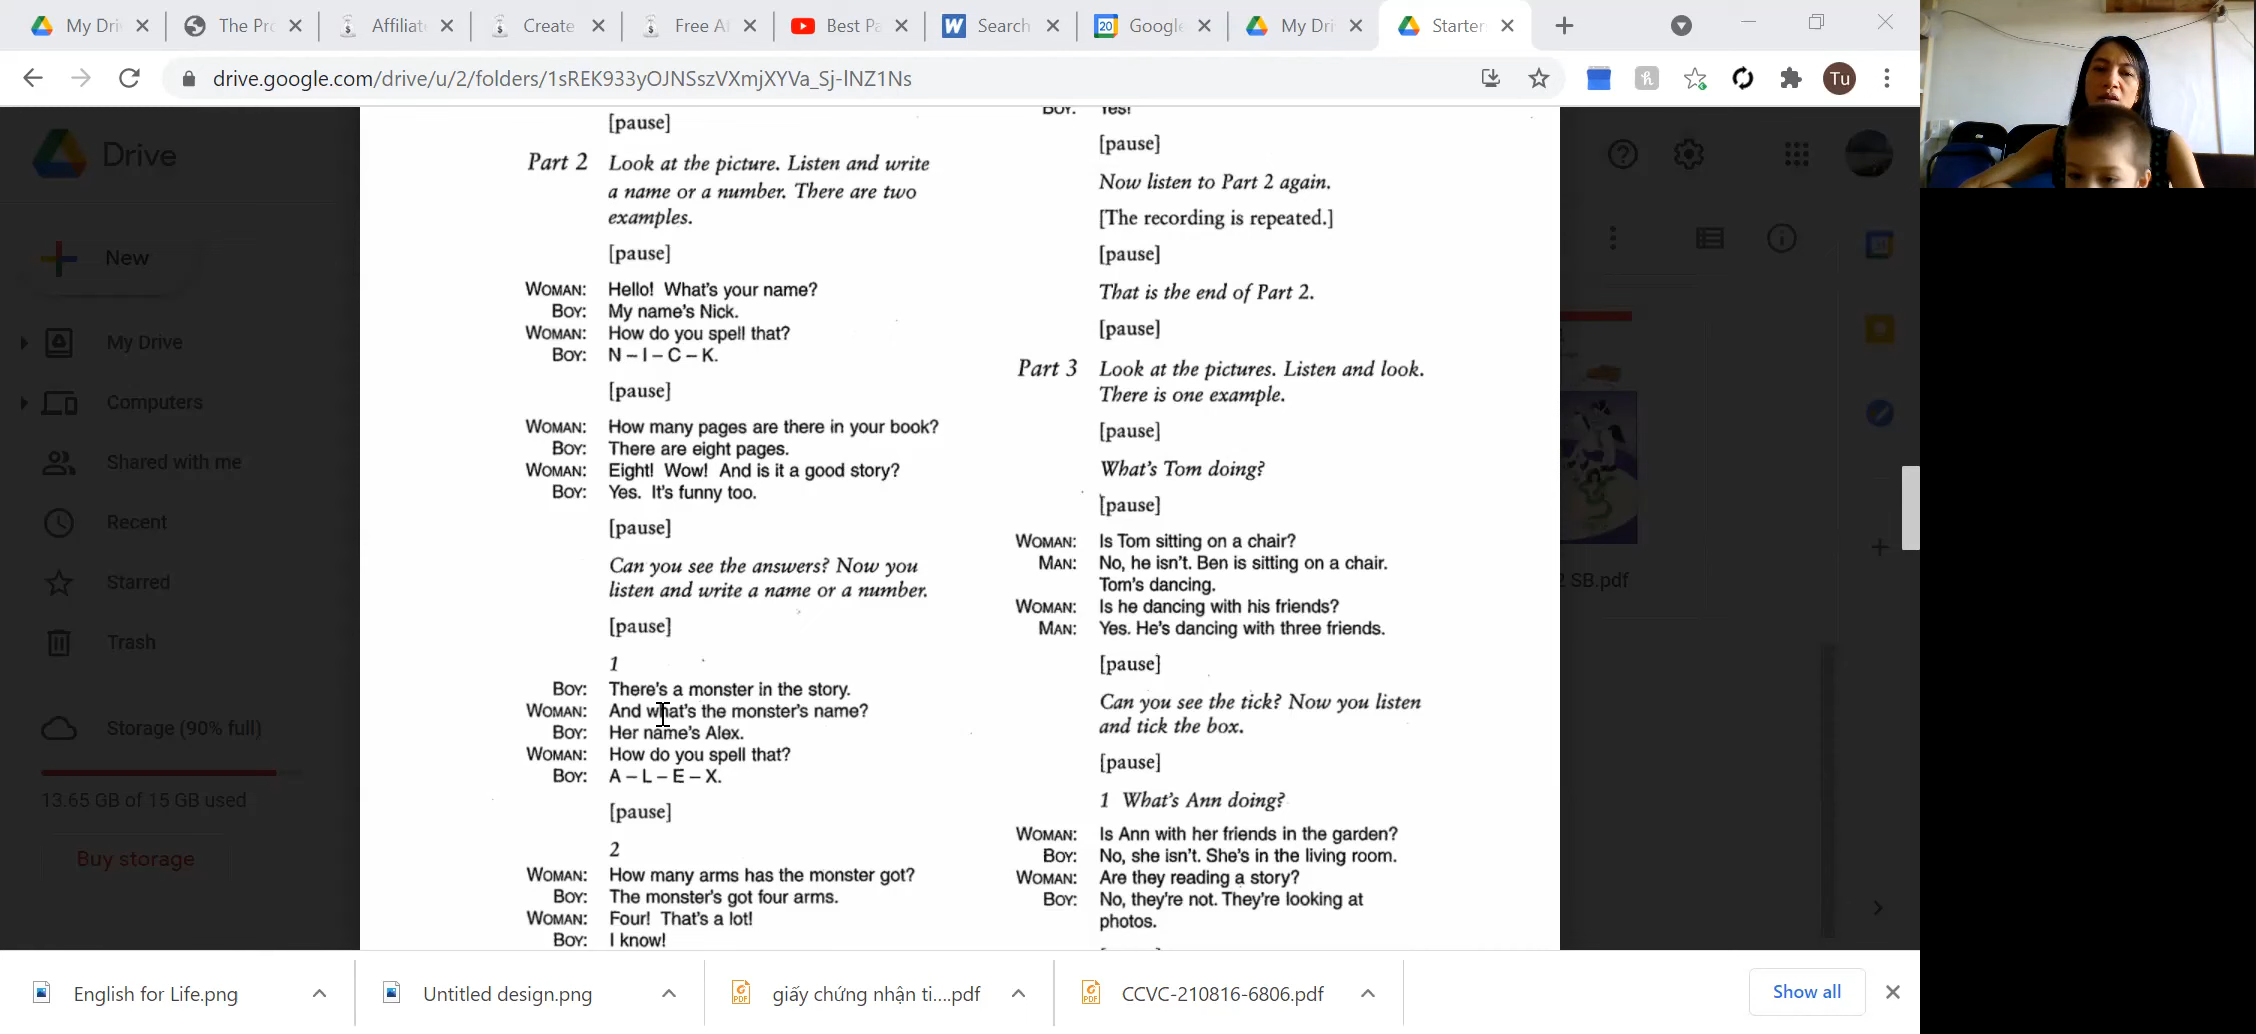 My Dri
The Pro
Affiliate
Create
Free Af
Best Pa
Search
20
Google
My Dri
Starter
drive.google.com/drive/u/2/folders/1sREK933yOJNSszVXmjXYVa_Sj-lNZ1Ns
Tu
Drive
New
My Drive
Computers
Shared with me
Recent
Starred
Trash
Storage (90% full)
13.65 GB of 15 GB used
Buy storage
[pause]
Part 2 Look at the picture. Listen and write
a name or a number. There are two
examples.
[pause]
WOMAN: Hello! What's your name?
BOY: My name's Nick.
WOMAN: How do you spell that?
BOY: N – I – C – K.
[pause]
WOMAN: How many pages are there in your book?
BOY: There are eight pages.
WOMAN: Eight! Wow! And is it a good story?
BOY: Yes. It's funny too.
[pause]
Can you see the answers? Now you
listen and write a name or a number.
[pause]
1
BOY: There's a monster in the story.
WOMAN: And what's the monster's name?
BOY: Her name's Alex.
WOMAN: How do you spell that?
BOY: A – L – E – X.
[pause]
2
WOMAN: How many arms has the monster got?
BOY: The monster's got four arms.
WOMAN: Four! That's a lot!
BOY: I know!
BOY: Yes!
[pause]
Now listen to Part 2 again.
[The recording is repeated.]
[pause]
That is the end of Part 2.
[pause]
Part 3 Look at the pictures. Listen and look.
There is one example.
[pause]
What's Tom doing?
[pause]
WOMAN: Is Tom sitting on a chair?
MAN: No, he isn't. Ben is sitting on a chair.
Tom's dancing.
WOMAN: Is he dancing with his friends?
MAN: Yes. He's dancing with three friends.
[pause]
Can you see the tick? Now you listen
and tick the box.
[pause]
1 What's Ann doing?
WOMAN: Is Ann with her friends in the garden?
BOY: No, she isn't. She's in the living room.
WOMAN: Are they reading a story?
BOY: No, they're not. They're looking at
photos.
2 SB.pdf
English for Life.png
Untitled design.png
giấy chứng nhận ti....pdf
CCVC-210816-6806.pdf
Show all